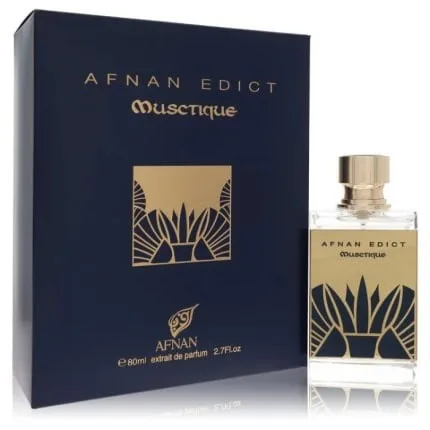 AFNAN EDICT
Musctique
AFNAN
℮80ml extrait de parfum 2.7Fl.oz
AFNAN EDICT
Musctique